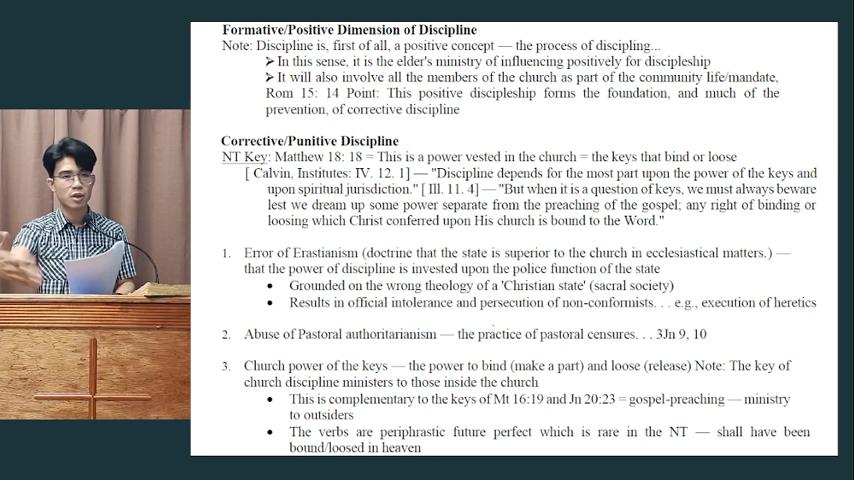 Formative/Positive Dimension of Discipline
Note: Discipline is, first of all, a positive concept — the process of discipling...
➢ In this sense, it is the elder's ministry of influencing positively for discipleship
➢ It will also involve all the members of the church as part of the community life/mandate,
Rom 15: 14 Point: This positive discipleship forms the foundation, and much of the
prevention, of corrective discipline
Corrective/Punitive Discipline
NT Key: Matthew 18: 18 = This is a power vested in the church = the keys that bind or loose
[ Calvin, Institutes: IV. 12. 1] — "Discipline depends for the most part upon the power of the keys and
upon spiritual jurisdiction." [ Ill. 11. 4] — "But when it is a question of keys, we must always beware
lest we dream up some power separate from the preaching of the gospel; any right of binding or
loosing which Christ conferred upon His church is bound to the Word."
1. Error of Erastianism (doctrine that the state is superior to the church in ecclesiastical matters.) —
that the power of discipline is invested upon the police function of the state
• Grounded on the wrong theology of a 'Christian state' (sacral society)
• Results in official intolerance and persecution of non-conformists. . . e.g., execution of heretics
2. Abuse of Pastoral authoritarianism — the practice of pastoral censures. . . 3Jn 9, 10
3. Church power of the keys — the power to bind (make a part) and loose (release) Note: The key of
church discipline ministers to those inside the church
• This is complementary to the keys of Mt 16:19 and Jn 20:23 = gospel-preaching — ministry
to outsiders
• The verbs are periphrastic future perfect which is rare in the NT — shall have been
bound/loosed in heaven